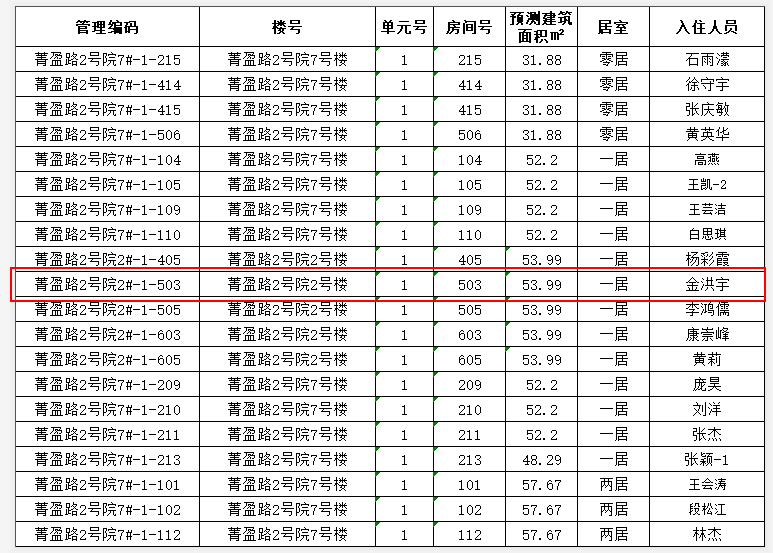 管理编码 楼号 单元号 房间号 预测建筑面积m² 居室 入住人员
菁盈路2号院7#-1-215 菁盈路2号院7号楼 1 215 31.88 零居 石雨濛
菁盈路2号院7#-1-414 菁盈路2号院7号楼 1 414 31.88 零居 徐守宇
菁盈路2号院7#-1-415 菁盈路2号院7号楼 1 415 31.88 零居 张庆敏
菁盈路2号院7#-1-506 菁盈路2号院7号楼 1 506 31.88 零居 黄英华
菁盈路2号院7#-1-104 菁盈路2号院7号楼 1 104 52.2 一居 高燕
菁盈路2号院7#-1-105 菁盈路2号院7号楼 1 105 52.2 一居 王凯-2
菁盈路2号院7#-1-109 菁盈路2号院7号楼 1 109 52.2 一居 王芸洁
菁盈路2号院7#-1-110 菁盈路2号院7号楼 1 110 52.2 一居 白思琪
菁盈路2号院2#-1-405 菁盈路2号院2号楼 1 405 53.99 一居 杨彩霞
菁盈路2号院2#-1-503 菁盈路2号院2号楼 1 503 53.99 一居 金洪宇
菁盈路2号院2#-1-505 菁盈路2号院2号楼 1 505 53.99 一居 李鸿儒
菁盈路2号院2#-1-603 菁盈路2号院2号楼 1 603 53.99 一居 康崇峰
菁盈路2号院2#-1-605 菁盈路2号院2号楼 1 605 53.99 一居 黄莉
菁盈路2号院7#-1-209 菁盈路2号院7号楼 1 209 52.2 一居 庞昊
菁盈路2号院7#-1-210 菁盈路2号院7号楼 1 210 52.2 一居 刘洋
菁盈路2号院7#-1-211 菁盈路2号院7号楼 1 211 52.2 一居 张杰
菁盈路2号院7#-1-213 菁盈路2号院7号楼 1 213 48.29 一居 张颖-1
菁盈路2号院7#-1-101 菁盈路2号院7号楼 1 101 57.67 两居 王会涛
菁盈路2号院7#-1-102 菁盈路2号院7号楼 1 102 57.67 两居 段松江
菁盈路2号院7#-1-112 菁盈路2号院7号楼 1 112 57.67 两居 林杰